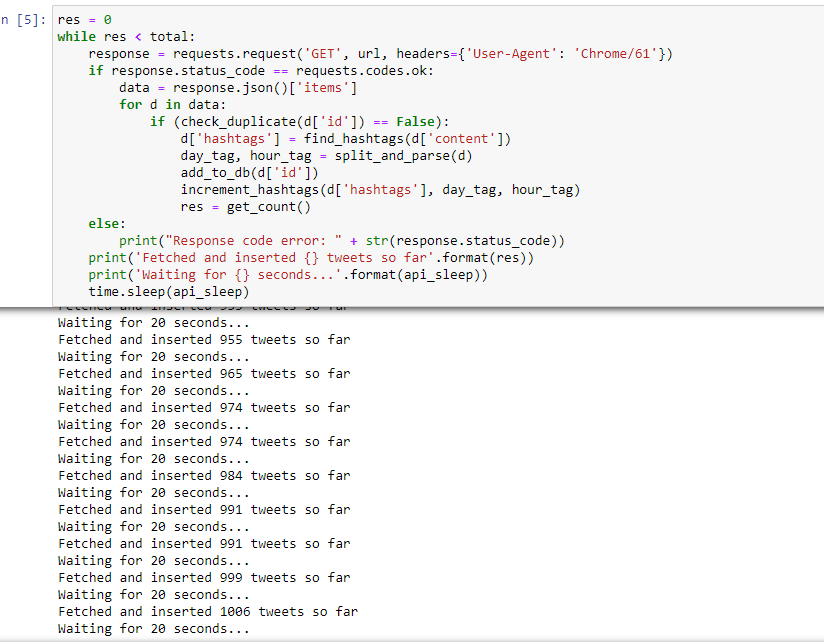 n [5]: res = 0
while res < total:
    response = requests.request('GET', url, headers={'User-Agent': 'Chrome/61'})
    if response.status_code == requests.codes.ok:
        data = response.json()['items']
        for d in data:
            if (check_duplicate(d['id']) == False):
                d['hashtags'] = find_hashtags(d['content'])
                day_tag, hour_tag = split_and_parse(d)
                add_to_db(d['id'])
                increment_hashtags(d['hashtags'], day_tag, hour_tag)
                res = get_count()
    else:
        print("Response code error: " + str(response.status_code))
    print('Fetched and inserted {} tweets so far'.format(res))
    print('Waiting for {} seconds...'.format(api_sleep))
    time.sleep(api_sleep)
Fetched and inserted tweets so far
Waiting for 20 seconds...
Fetched and inserted 955 tweets so far
Waiting for 20 seconds...
Fetched and inserted 965 tweets so far
Waiting for 20 seconds...
Fetched and inserted 974 tweets so far
Waiting for 20 seconds...
Fetched and inserted 974 tweets so far
Waiting for 20 seconds...
Fetched and inserted 984 tweets so far
Waiting for 20 seconds...
Fetched and inserted 991 tweets so far
Waiting for 20 seconds...
Fetched and inserted 991 tweets so far
Waiting for 20 seconds...
Fetched and inserted 999 tweets so far
Waiting for 20 seconds...
Fetched and inserted 1006 tweets so far
Waiting for 20 seconds...